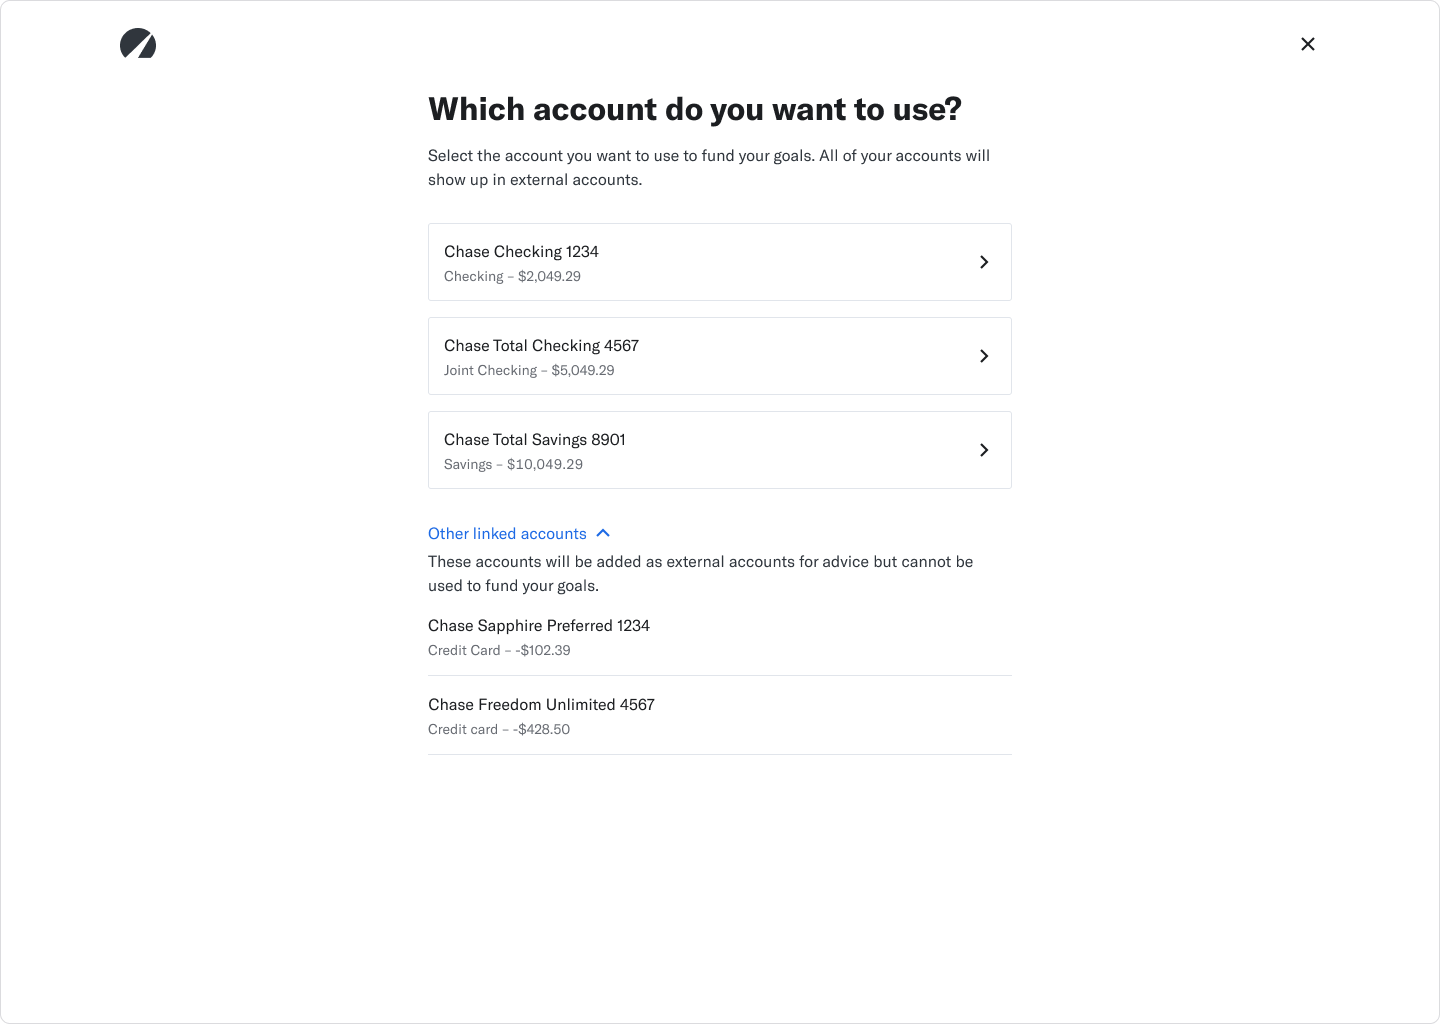 Which account do you want to use?
Select the account you want to use to fund your goals. All of your accounts will
show up in external accounts.
Chase Checking 1234
Checking – $2,049.29
Chase Total Checking 4567
Joint Checking – $5,049.29
Chase Total Savings 8901
Savings – $10,049.29
Other linked accounts
These accounts will be added as external accounts for advice but cannot be
used to fund your goals.
Chase Sapphire Preferred 1234
Credit Card – -$102.39
Chase Freedom Unlimited 4567
Credit card – -$428.50